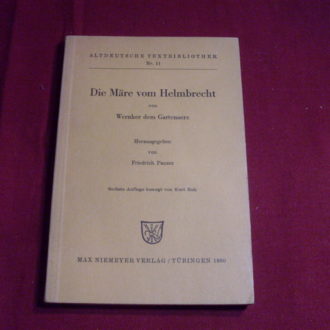 ALTDEUTSCHE TEXTBIBLIOTHEK
Nr. 11
Die Märe vom Helmbrecht
von
Wernher dem Gartenaere
Herausgegeben
von
Friedrich Panzer
Sechste Auflage besorgt von Kurt Ruh
MAX NIEMEYER VERLAG / TÜBINGEN 1960